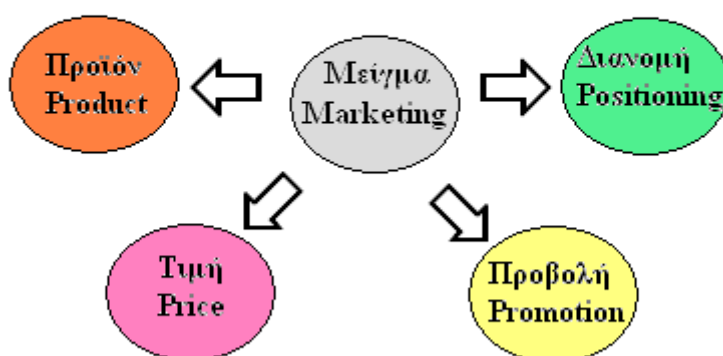 Προϊόν
Product
Μείγμα
Marketing
Διανομή
Positioning
Τιμή
Price
Προβολή
Promotion